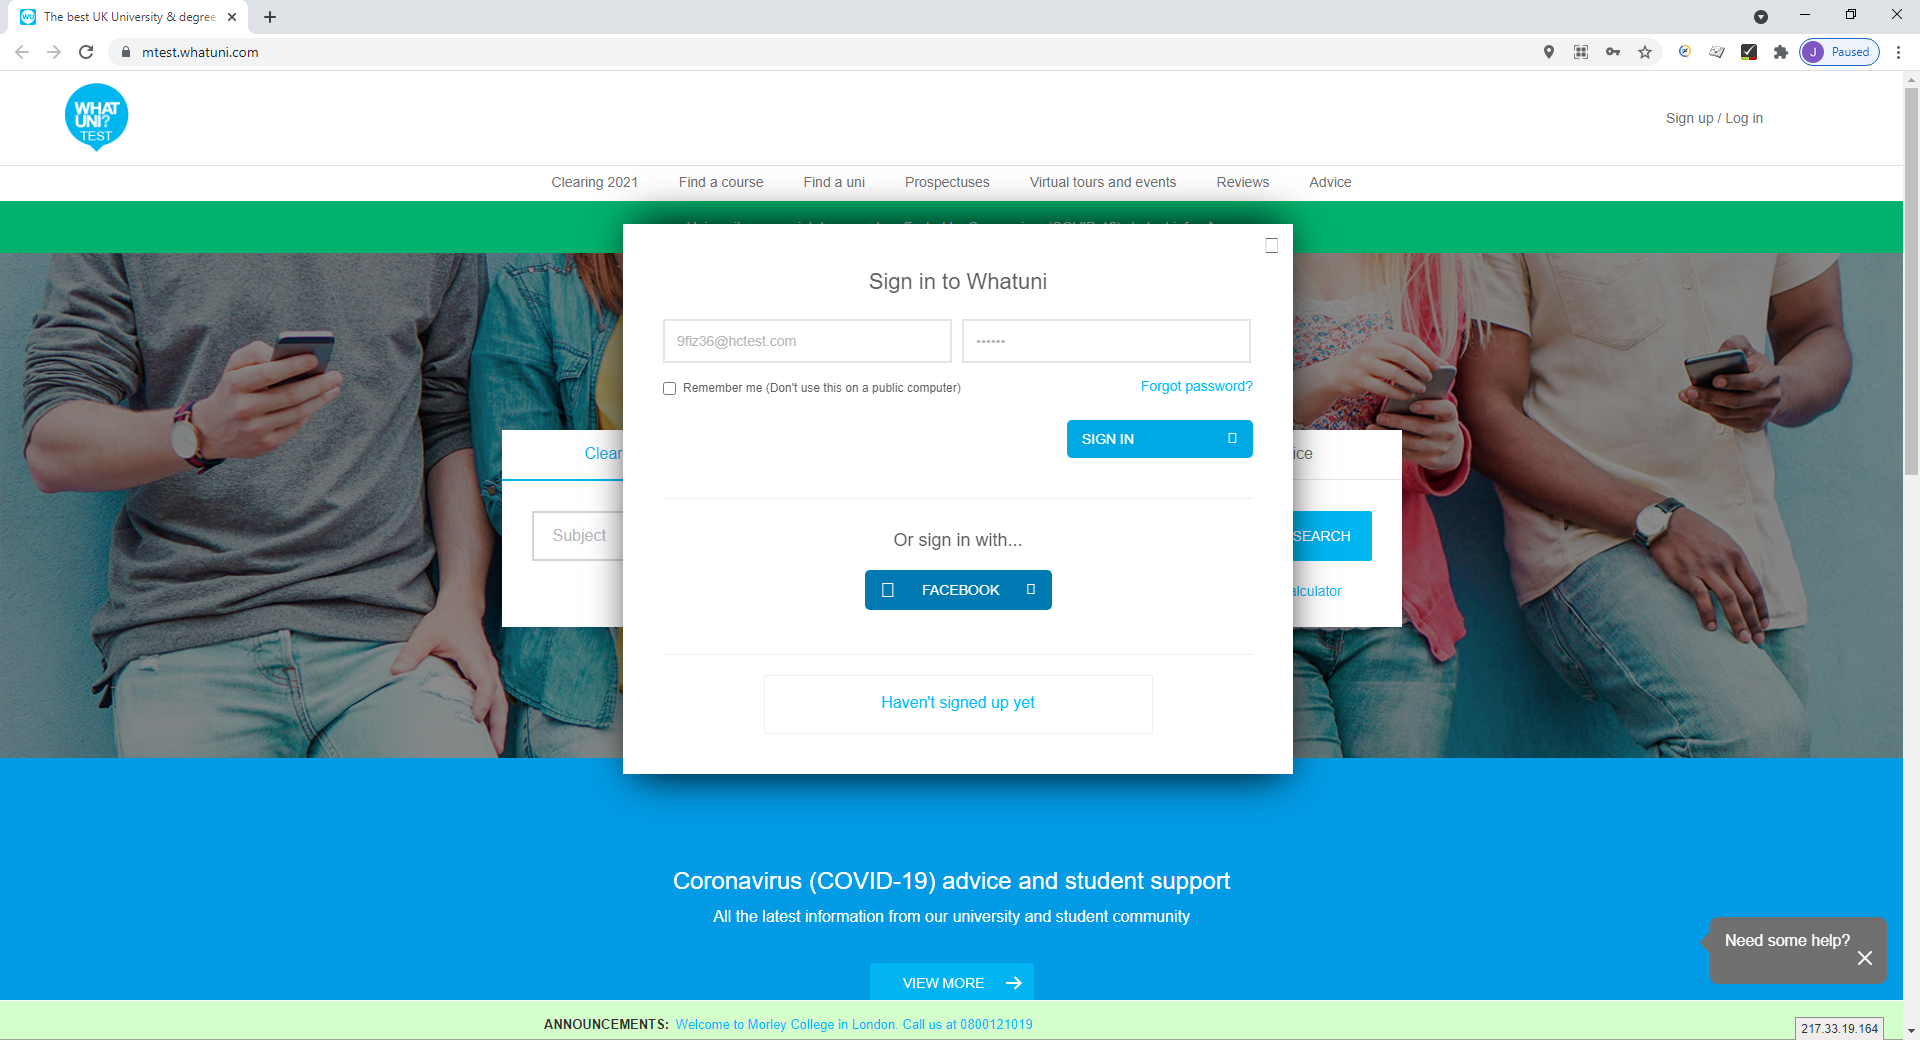 The best UK University & degree
mtest.whatuni.com
J Paused
WHAT
UNI?
TEST
Sign up / Log in
Clearing 2021 Find a course Find a uni Prospectuses Virtual tours and events Reviews Advice
Sign in to Whatuni
9fiz36@hctest.com ••••••
Remember me (Don't use this on a public computer) Forgot password?
SIGN IN
Clear ice
Subject SEARCH
Or sign in with...
FACEBOOK
alculator
Haven't signed up yet
Coronavirus (COVID-19) advice and student support
All the latest information from our university and student community
Need some help?
VIEW MORE
ANNOUNCEMENTS: Welcome to Morley College in London. Call us at 0800121019
217.33.19.164